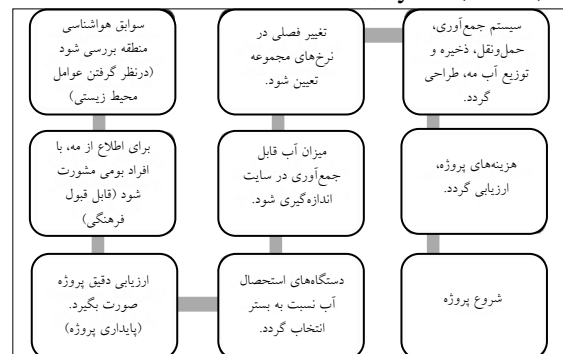 سوابق هواشناسی
منطقه بررسی شود
(درنظر گرفتن عوامل
محیط زیستی)
برای اطلاع از مه، با
افراد بومی مشورت
شود (قابل قبول
فرهنگی)
ارزیابی دقیق پروژه
صورت بگیرد.
(پایداری پروژه)
دستگاه‌های استحصال
آب نسبت به بستر
انتخاب گردد.
میزان آب قابل
جمع‌آوری در سایت
اندازه‌گیری شود.
تغییر فصلی در
نرخ‌های مجموعه
تعیین شود.
سیستم جمع‌آوری،
حمل‌ونقل، ذخیره و
توزیع آب مه، طراحی
گردد.
هزینه‌های پروژه،
ارزیابی گردد.
شروع پروژه